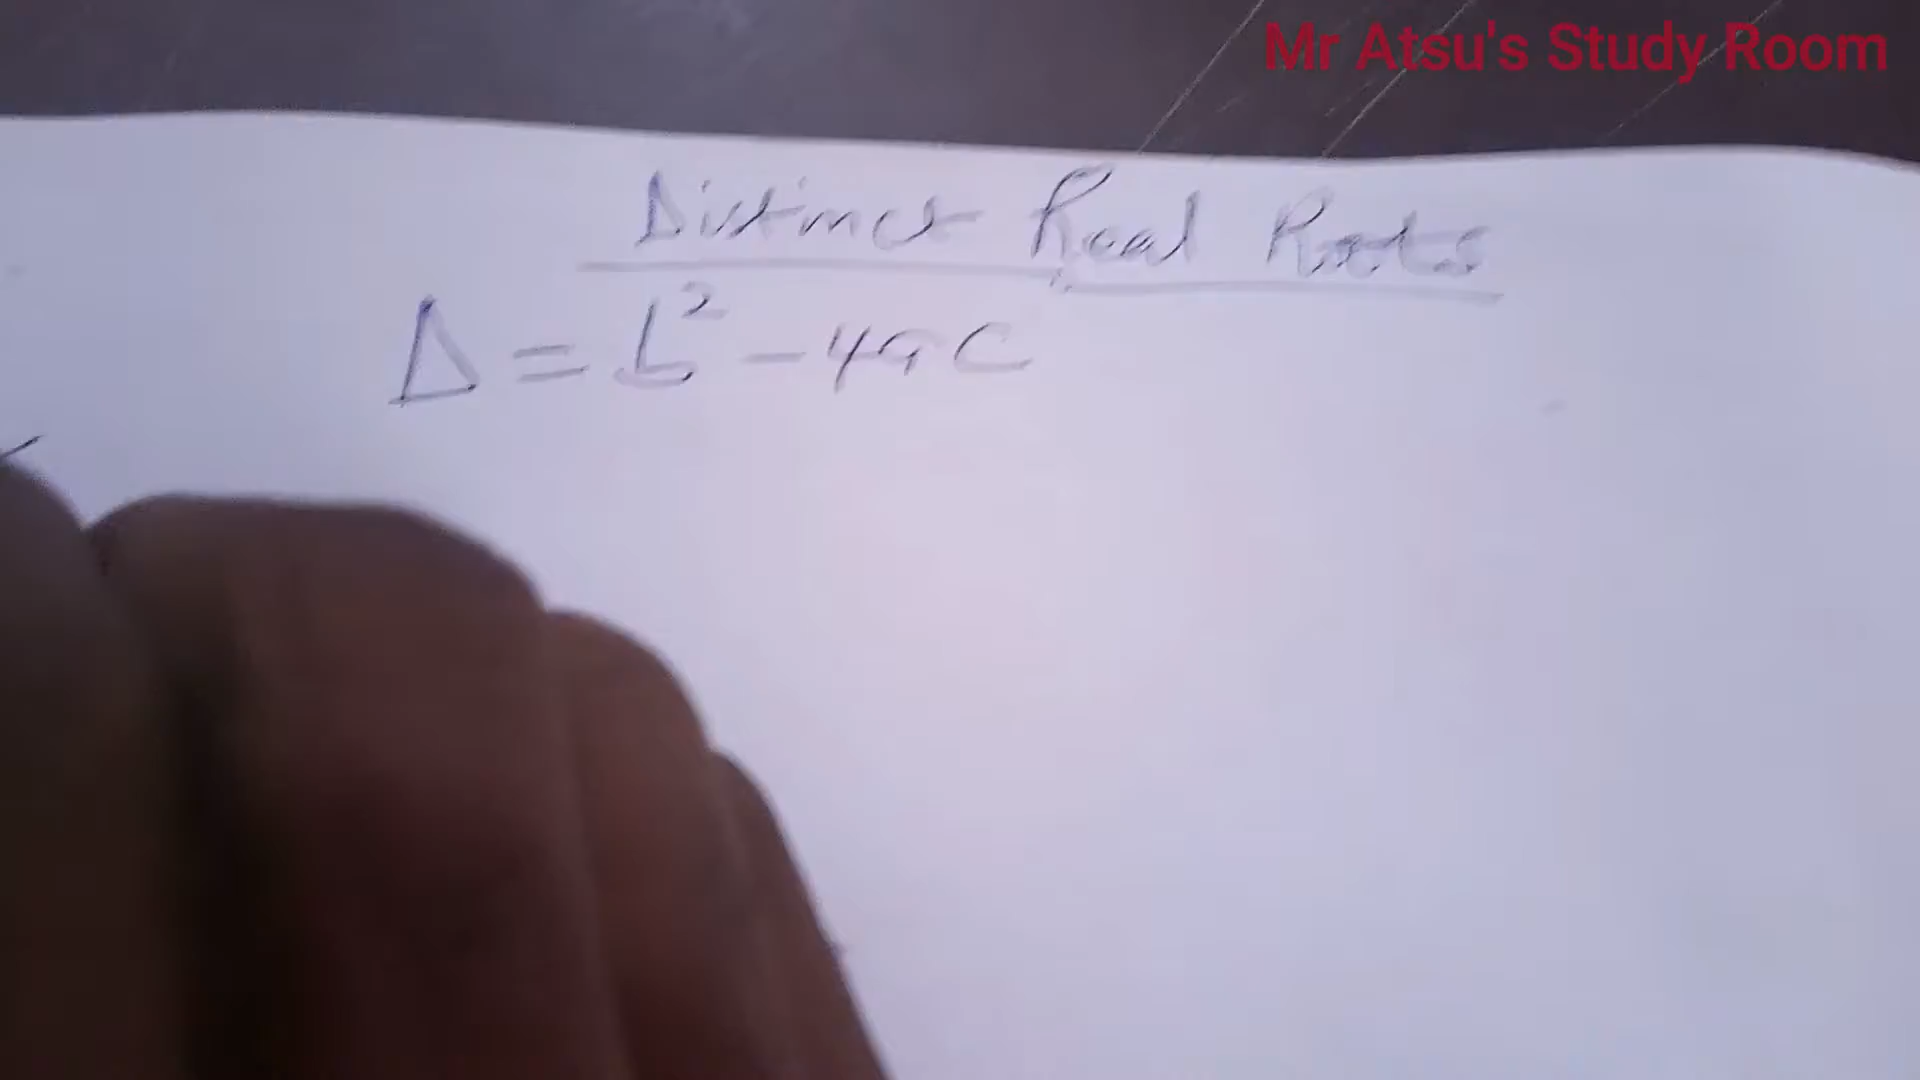 Mr Atsu's Study Room
Distinct Real Roots
Δ = b² - 4ac